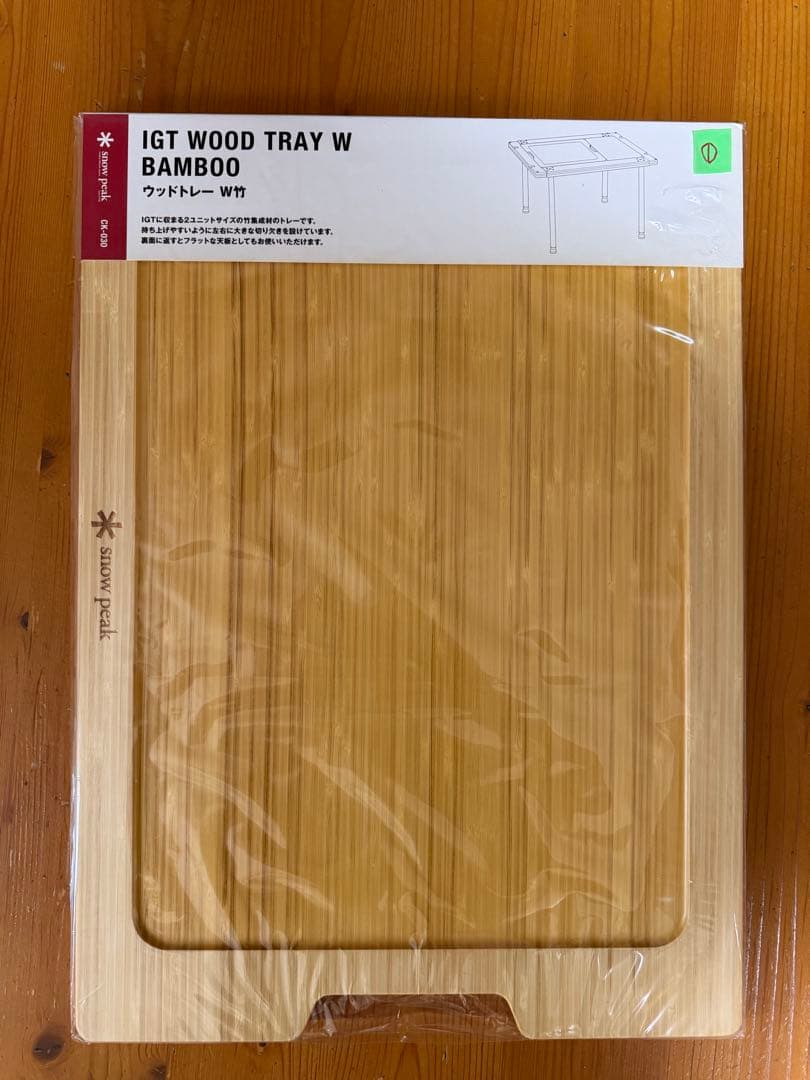 IGT WOOD TRAY W
BAMBOO
ウッドトレー W竹
IGTに収まる2ユニットサイズの竹集成材のトレーです。
持ち上げやすいように左右に大きな切り欠きを設けています。
裏面に返すとフラットな天板としてもお使いいただけます。
snow peak
CK-030
①
snow peak